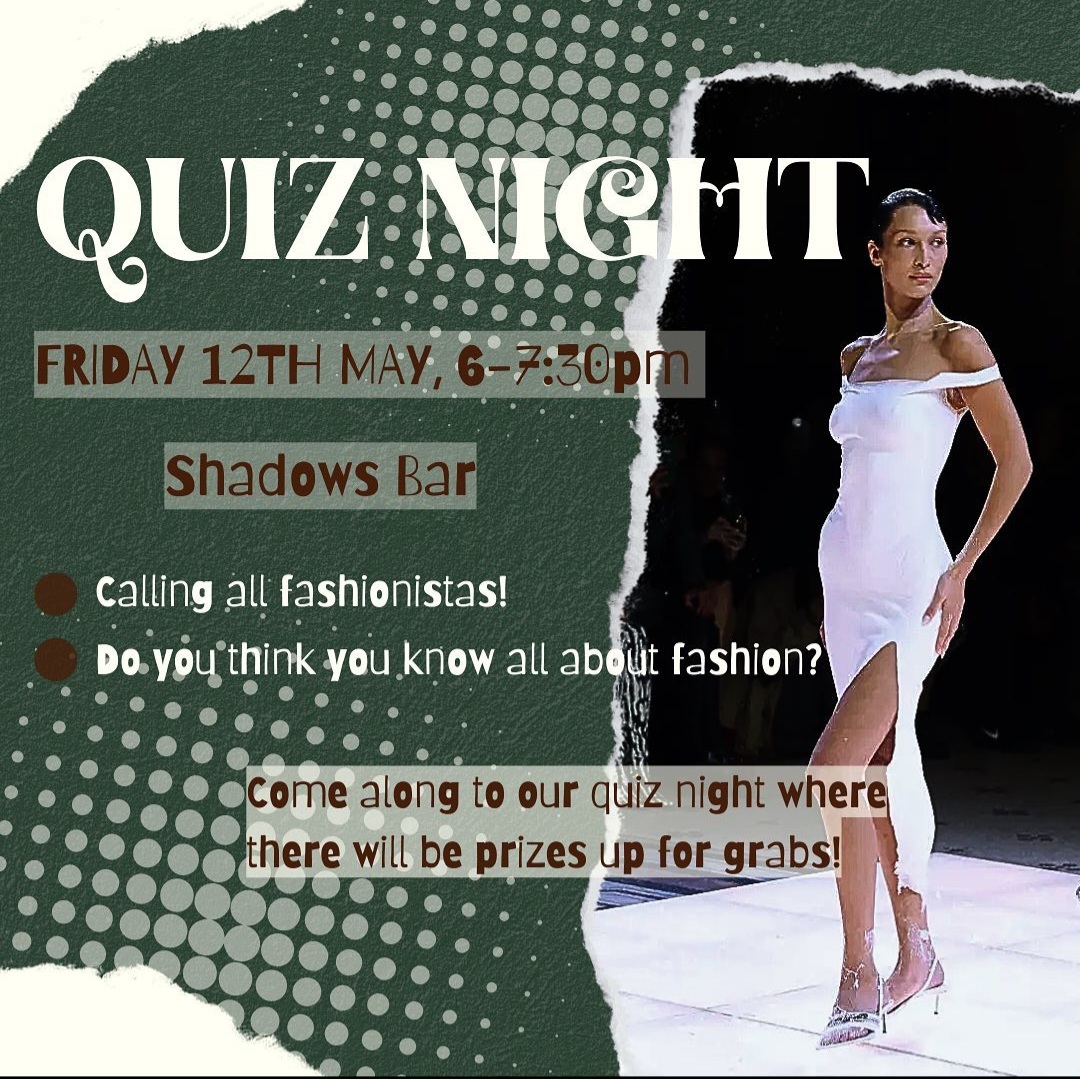 QUIZ NIGHT
FRIDAY 12TH MAY, 6-7:30pm
Shadows Bar
Calling all fashionistas!
Do you think you know all about fashion?
Come along to our quiz night where
there will be prizes up for grabs!